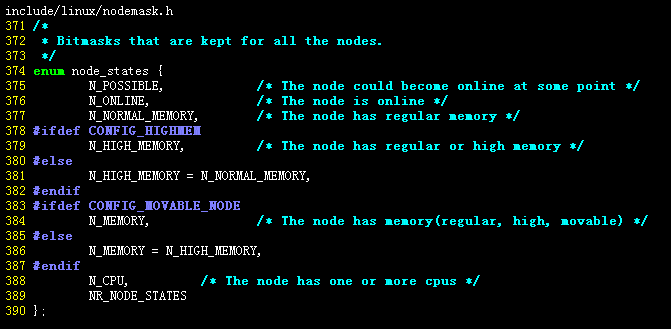 include/linux/nodemask.h
371 /*
372  * Bitmasks that are kept for all the nodes.
373  */
374 enum node_states {
375         N_POSSIBLE,             /* The node could become online at some point */
376         N_ONLINE,               /* The node is online */
377         N_NORMAL_MEMORY,        /* The node has regular memory */
378 #ifdef CONFIG_HIGHMEM
379         N_HIGH_MEMORY,          /* The node has regular or high memory */
380 #else
381         N_HIGH_MEMORY = N_NORMAL_MEMORY,
382 #endif
383 #ifdef CONFIG_MOVABLE_NODE
384         N_MEMORY,               /* The node has memory(regular, high, movable) */
385 #else
386         N_MEMORY = N_HIGH_MEMORY,
387 #endif
388         N_CPU,          /* The node has one or more cpus */
389         NR_NODE_STATES
390 };